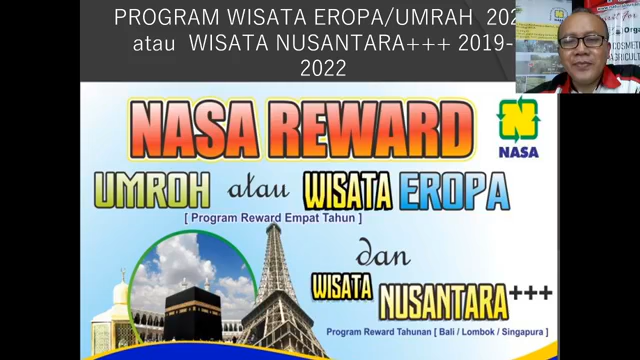 PROGRAM WISATA EROPA/UMRAH 202
atau WISATA NUSANTARA+++ 2019-
2022
NASA REWARD
NASA
UMROH atau WISATA EROPA
[ Program Reward Empat Tahun ]
dan
WISATA NUSANTARA+++
Program Reward Tahunan [ Bali / Lombok / Singapura ]